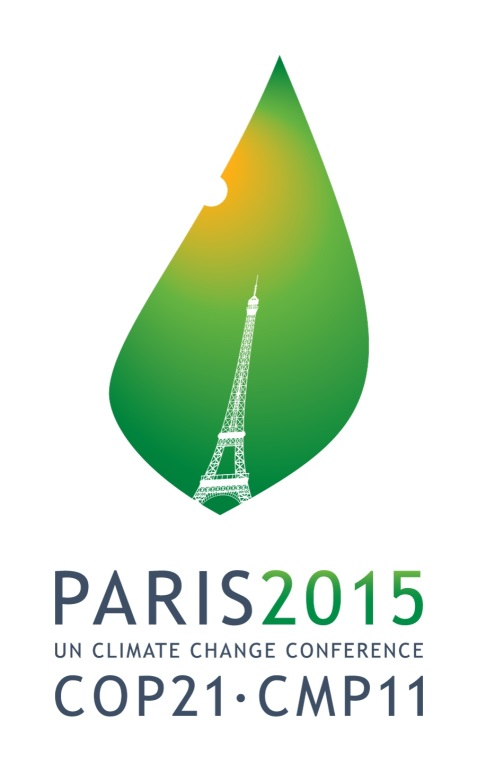 PARIS2015
UN CLIMATE CHANGE CONFERENCE
COP21·CMP11